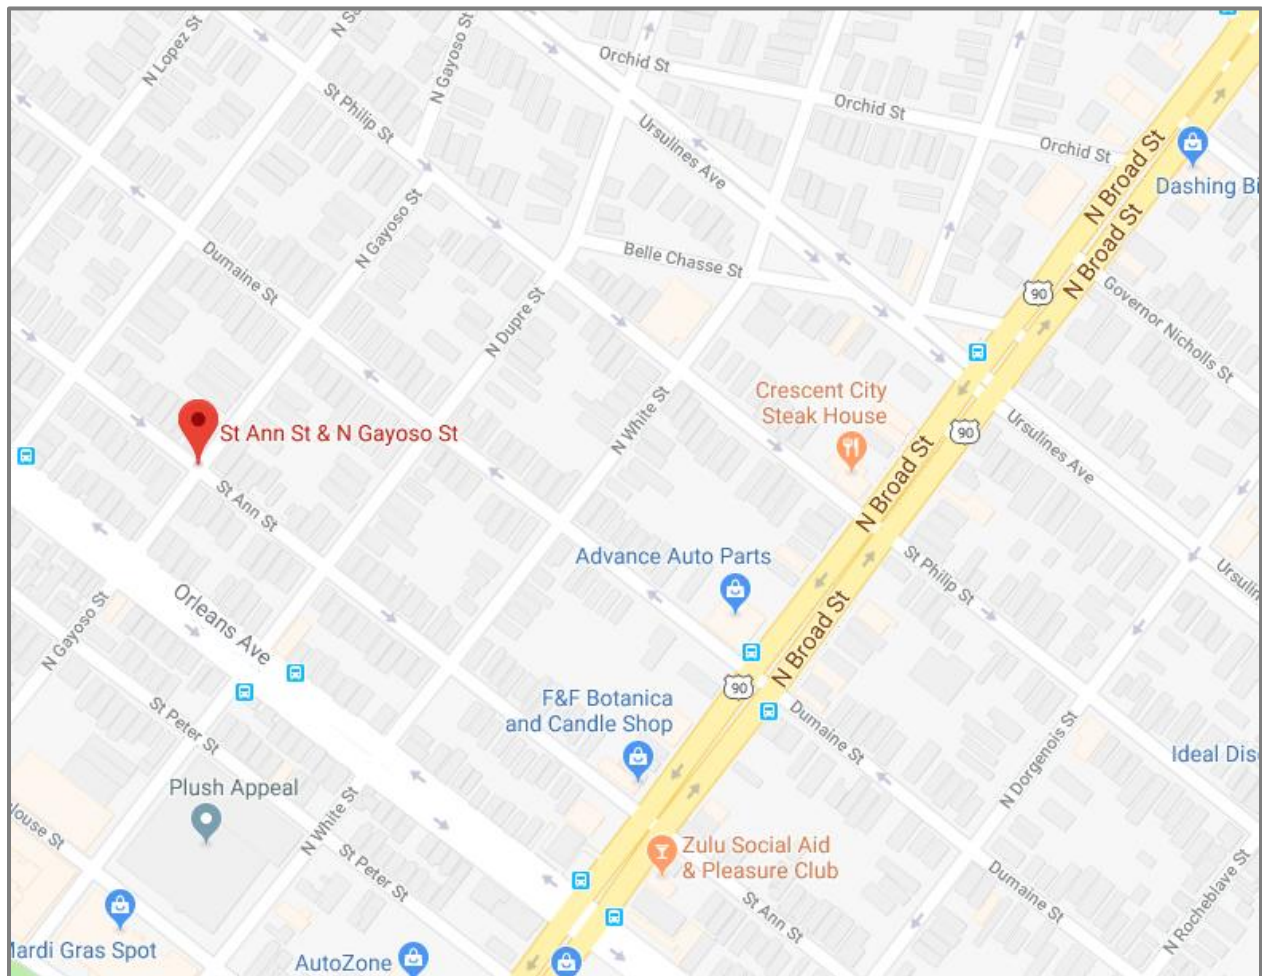 N Lopez St
N Gayoso St
Orchid St
Orchid St
Orchid St
St Philip St
Ursulines Ave
N Broad St
N Broad St
Dashing Bi
N Gayoso St
Dumaine St
Belle Chasse St
90
Governor Nicholls St
N Dupre St
Crescent City
Steak House
N White St
Ursulines Ave
90
St Ann St & N Gayoso St
N Broad St
St Ann St
Advance Auto Parts
St Philip St
Ursulin
Orleans Ave
N Gayoso St
N Broad St
90
F&F Botanica
and Candle Shop
St Peter St
Dumaine St
N Dorgenois St
Ideal Dis
Plush Appeal
N White St
louse St
St Peter St
Zulu Social Aid
& Pleasure Club
Dumaine St
N Rocheblave St
St Ann St
Mardi Gras Spot
AutoZone